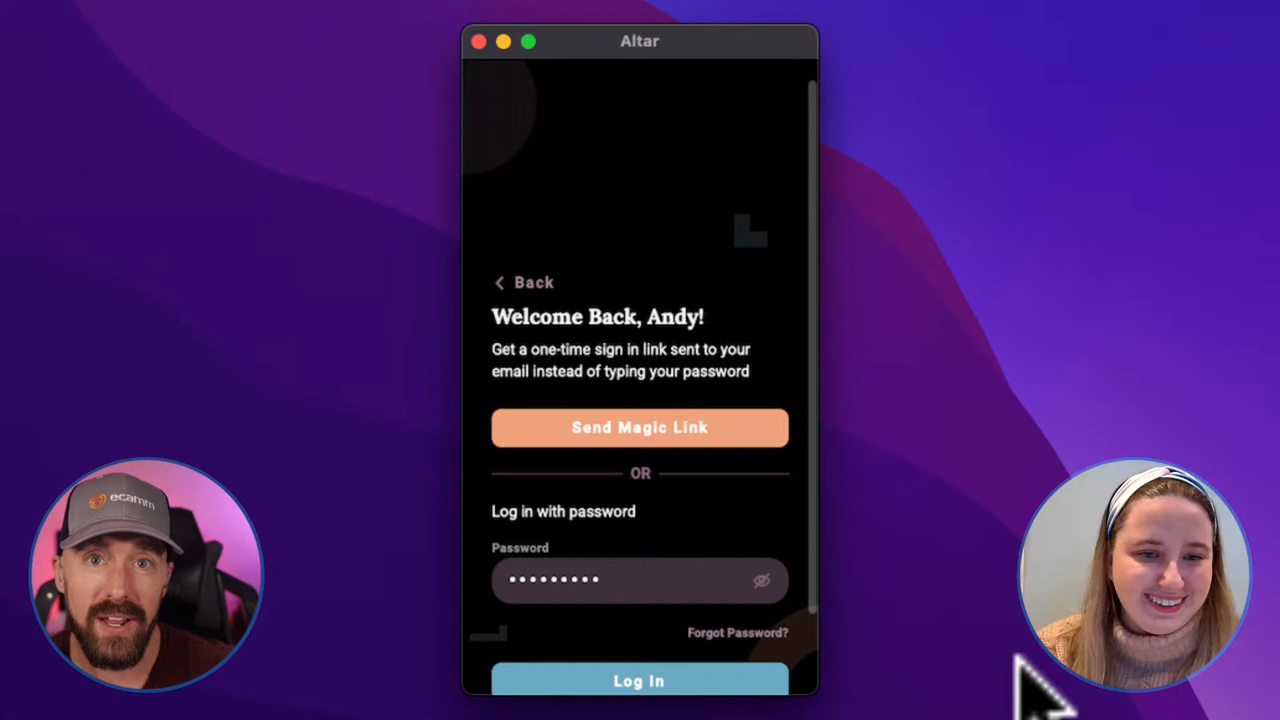 Altar
Back
Welcome Back, Andy!
Get a one-time sign in link sent to your
email instead of typing your password
Send Magic Link
OR
Log in with password
Password
Forgot Password?
Log In
ecamm